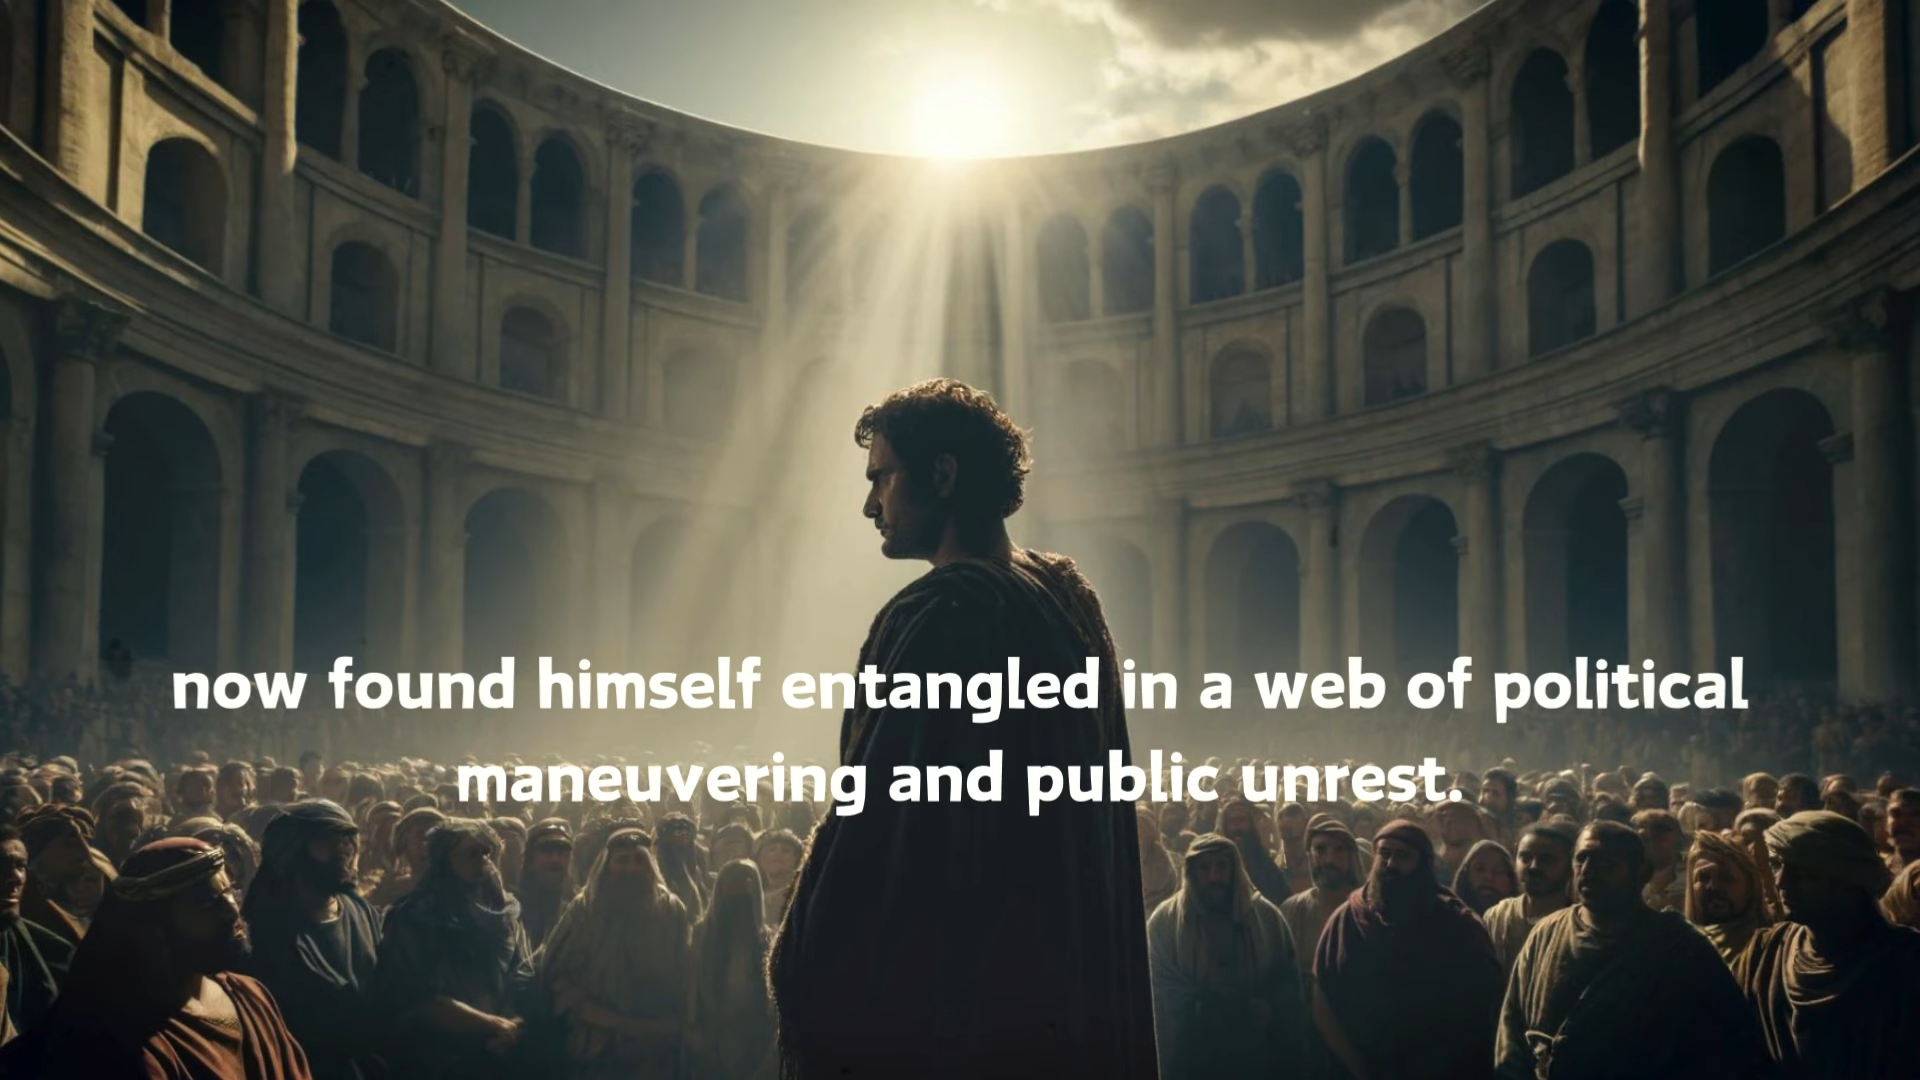 now found himself entangled in a web of political
maneuvering and public unrest.